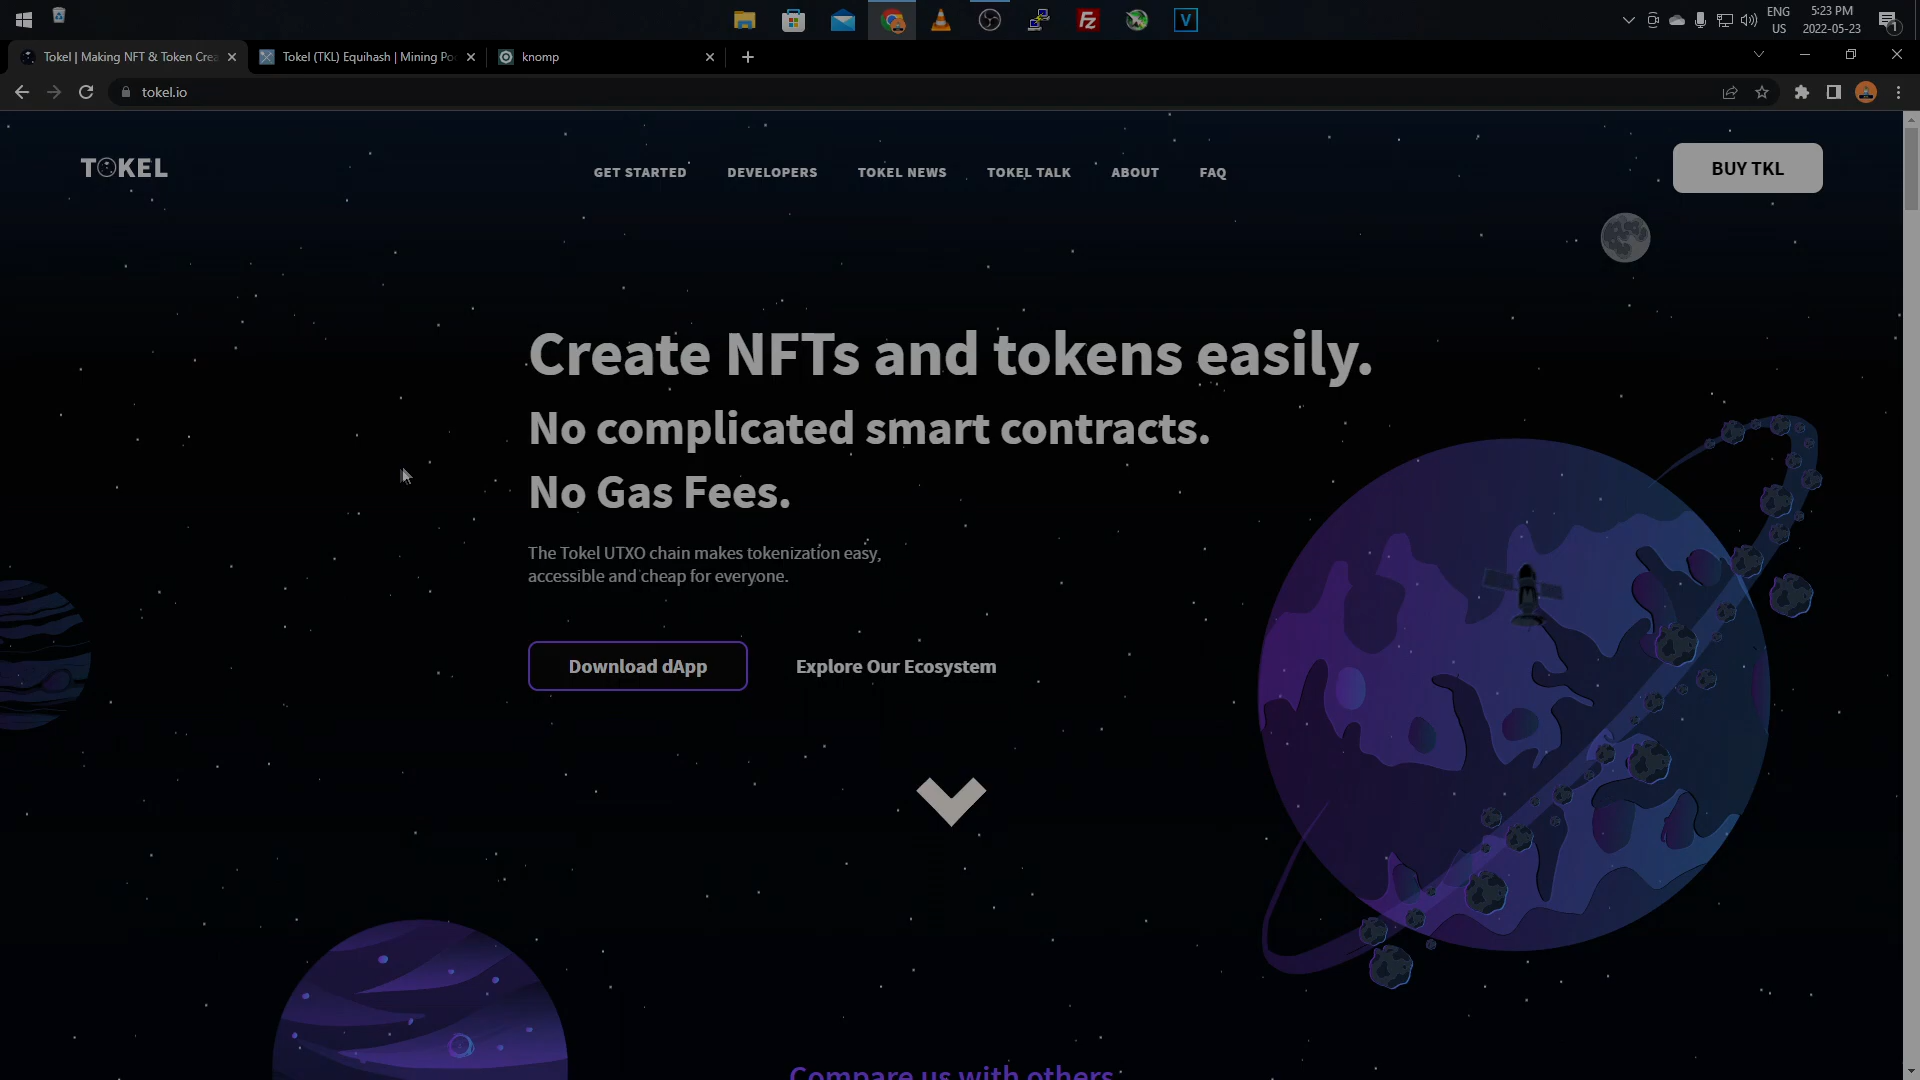 ENG
US
5:23 PM
2022-05-23
1
Tokel | Making NFT & Token Crea
Tokel (TKL) Equihash | Mining Po
knomp
tokel.io
TOKEL
GET STARTED
DEVELOPERS
TOKEL NEWS
TOKEL TALK
ABOUT
FAQ
BUY TKL
Create NFTs and tokens easily.
No complicated smart contracts.
No Gas Fees.
The Tokel UTXO chain makes tokenization easy,
accessible and cheap for everyone.
Download dApp
Explore Our Ecosystem
Compare us with others